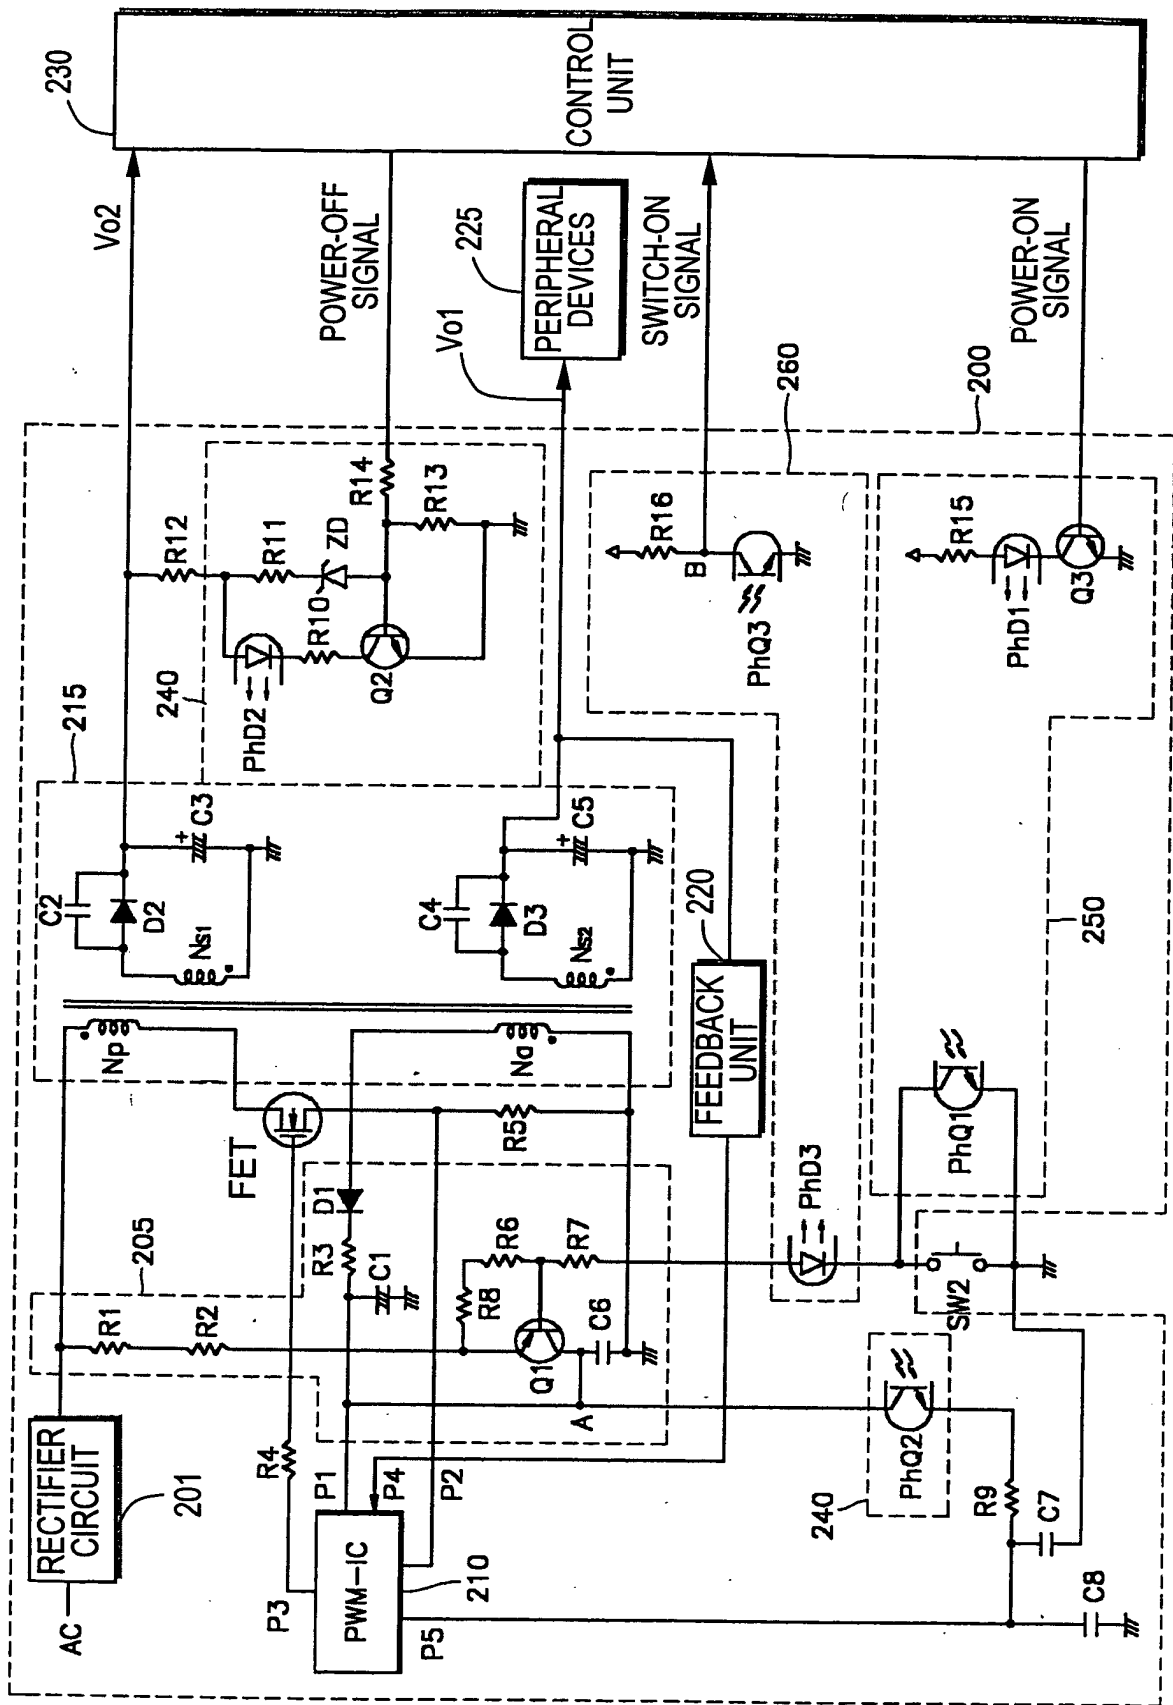 230
CONTROL
UNIT
Vo2
POWER-OFF
SIGNAL
225
PERIPHERAL
DEVICES
Vo1
SWITCH-ON
SIGNAL
POWER-ON
SIGNAL
260
200
R14
R13
R12
R11
ZD
R10
Q2
PhD2
240
215
R16
B
PhQ3
R15
PhD1
Q3
C2
D2
C3
Ns1
C4
D3
C5
Ns2
220
FEEDBACK
UNIT
250
Np
Na
FET
R5
PhQ1
205
D1
R3
C1
R6
R7
R8
Q1
C6
A
PhD3
SW2
R1
R2
RECTIFIER
CIRCUIT
201
AC
R4
P1
P4
P2
P3
PWM-IC
210
P5
240
PhQ2
R9
C7
C8